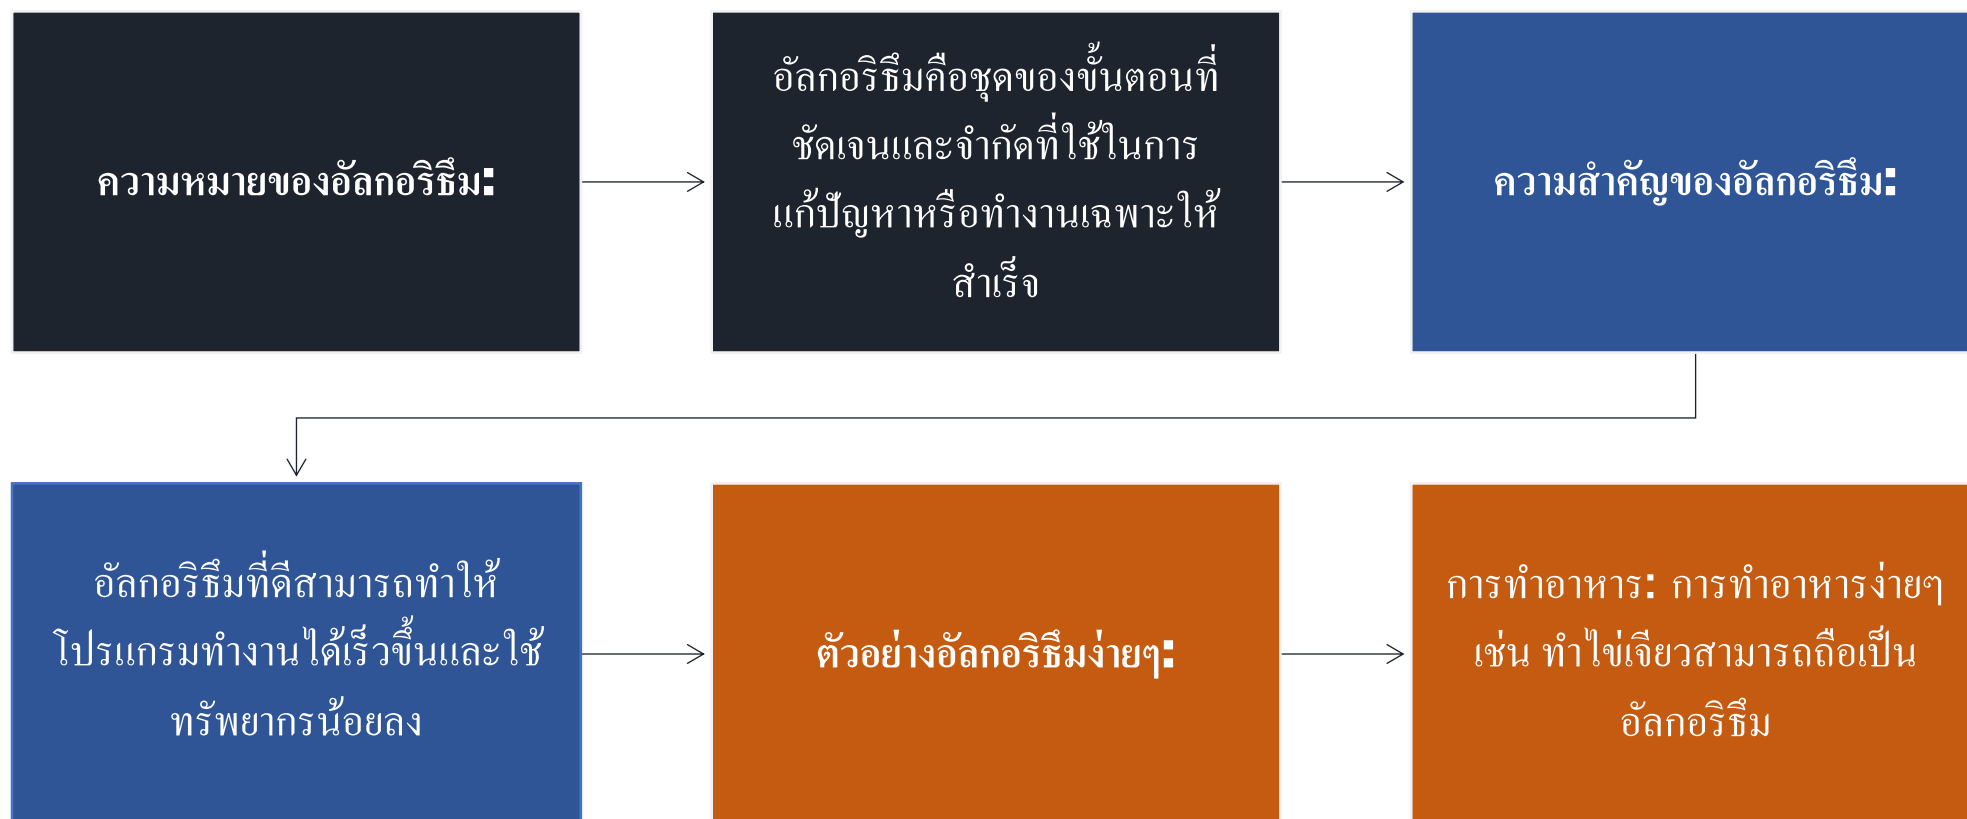 ความหมายของอัลกอริธึม:
อัลกอริธึมคือชุดของขั้นตอนที่
ชัดเจนและจำกัดที่ใช้ในการ
แก้ปัญหาหรือทำงานเฉพาะให้
สำเร็จ
ความสำคัญของอัลกอริธึม:
อัลกอริธึมที่ดีสามารถทำให้
โปรแกรมทำงานได้เร็วขึ้นและใช้
ทรัพยากรน้อยลง
ตัวอย่างอัลกอริธึมง่ายๆ:
การทำอาหาร: การทำอาหารง่ายๆ
เช่น ทำไข่เจียวสามารถถือเป็น
อัลกอริธึม